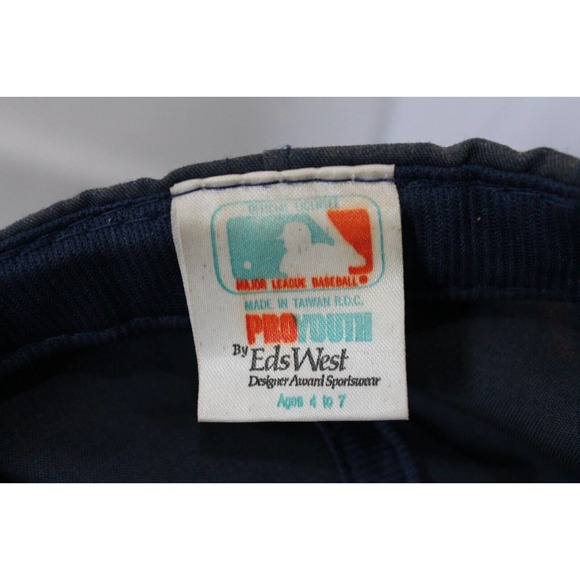 OFFICIAL LICENSEE
MAJOR LEAGUE BASEBALL®
MADE IN TAIWAN R.O.C.
PROYOUTH
By EdsWest
Designer Award Sportswear
Ages 4 to 7